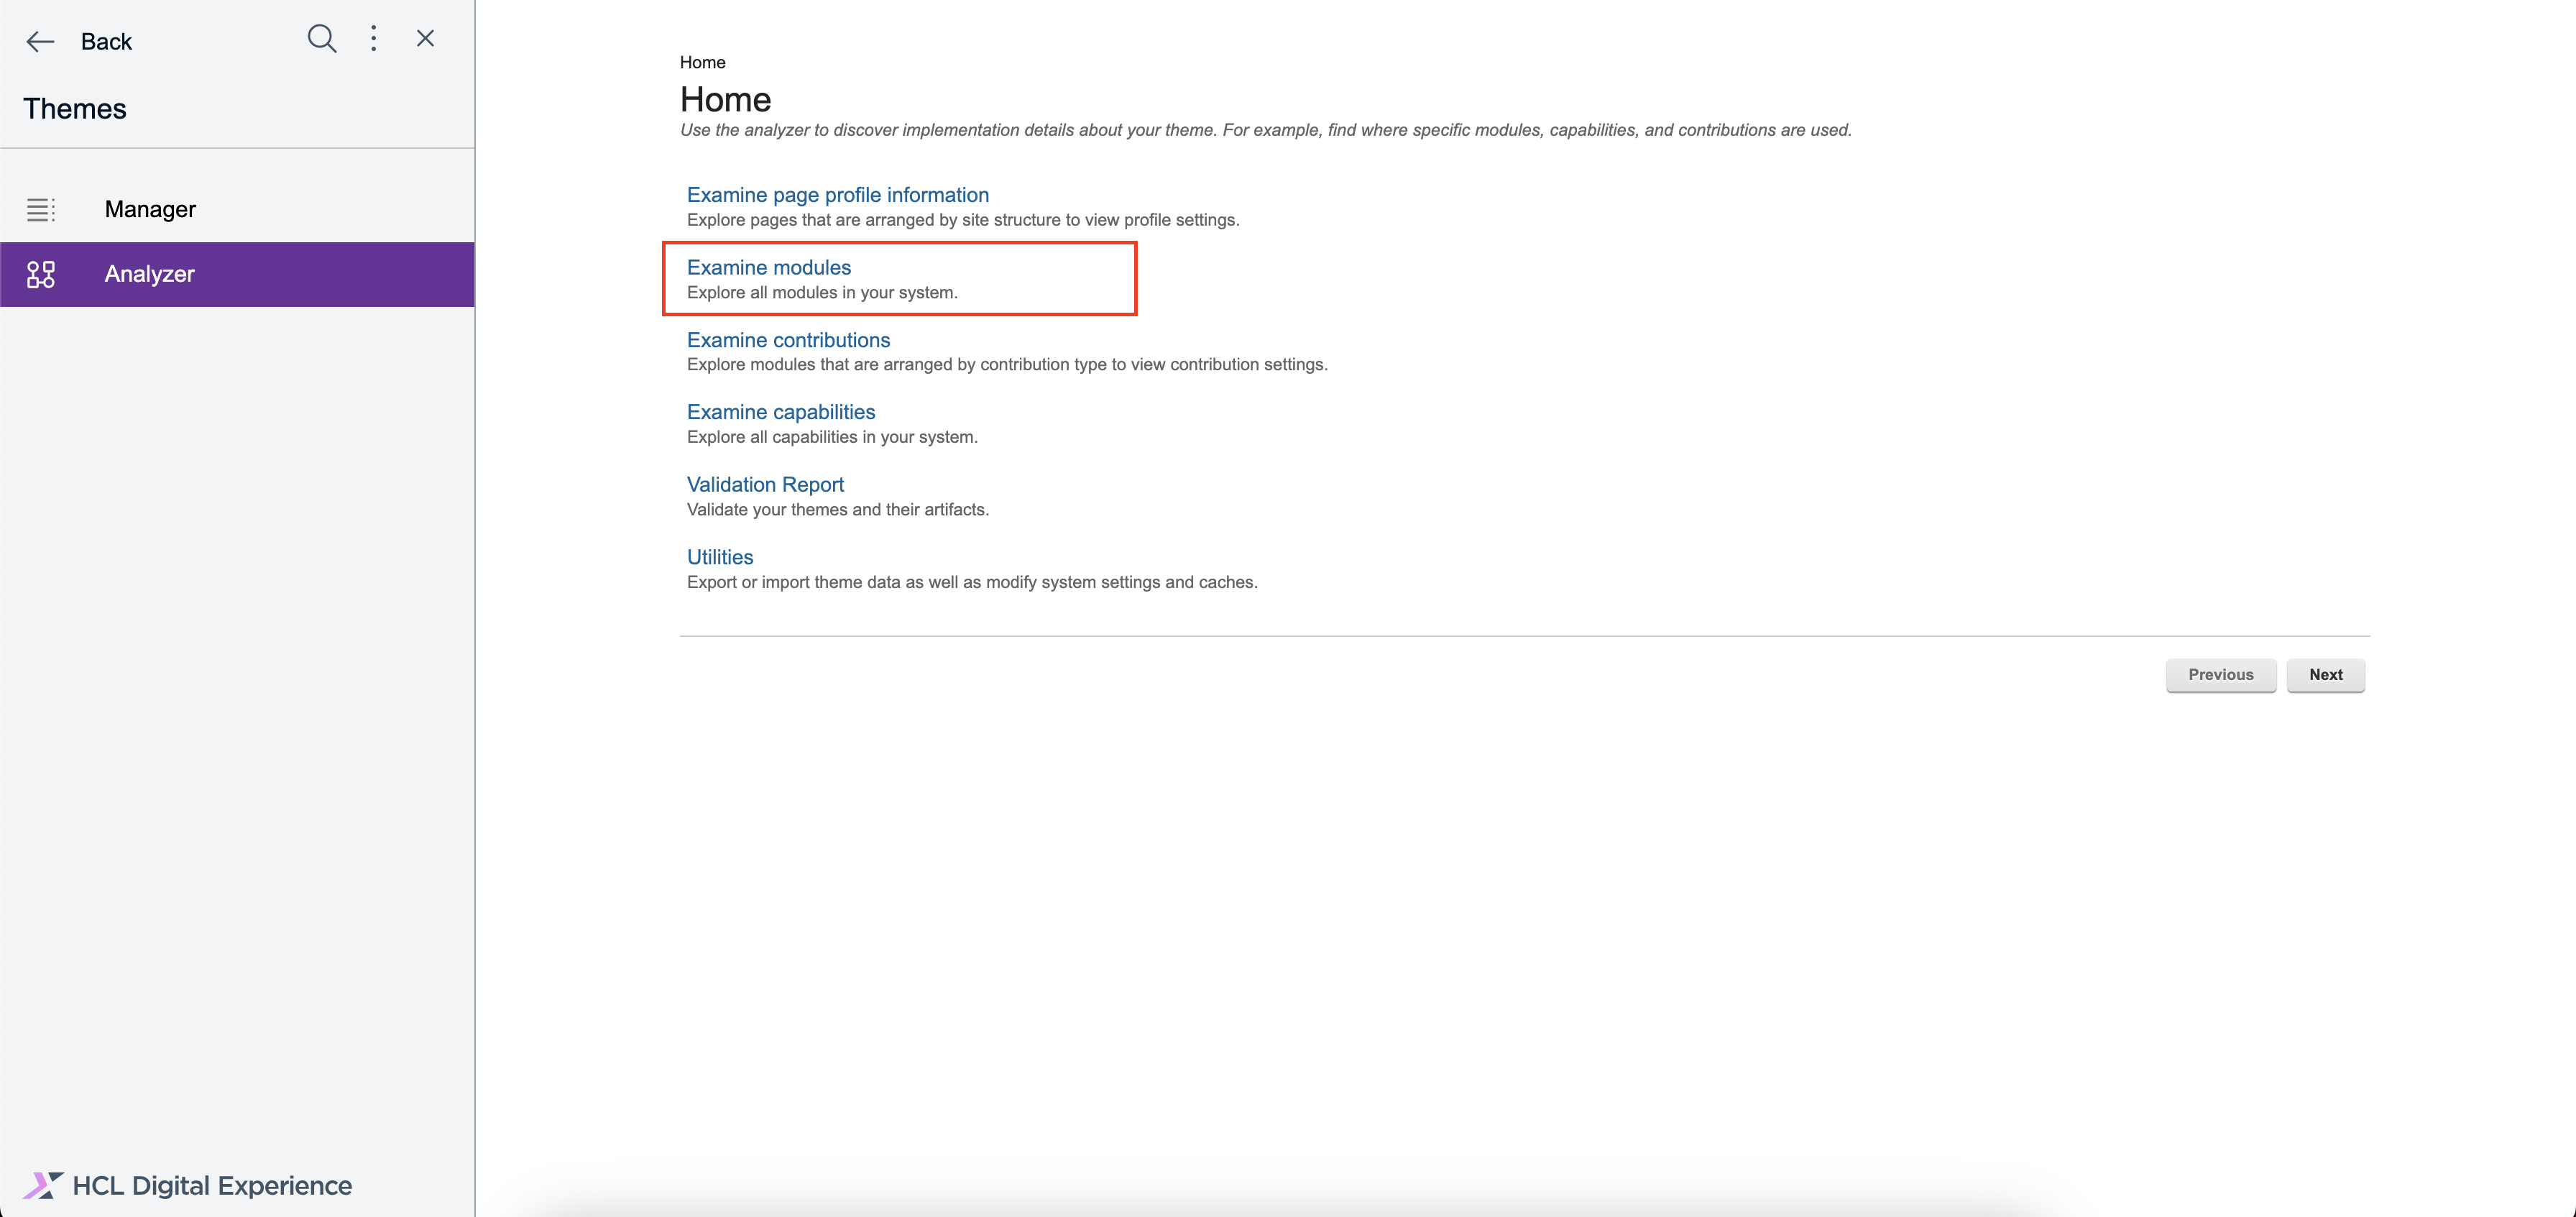 Back
Themes
Manager
Analyzer
HCL Digital Experience
Home
Home
Use the analyzer to discover implementation details about your theme. For example, find where specific modules, capabilities, and contributions are used.
Examine page profile information
Explore pages that are arranged by site structure to view profile settings.
Examine modules
Explore all modules in your system.
Examine contributions
Explore modules that are arranged by contribution type to view contribution settings.
Examine capabilities
Explore all capabilities in your system.
Validation Report
Validate your themes and their artifacts.
Utilities
Export or import theme data as well as modify system settings and caches.
Previous Next